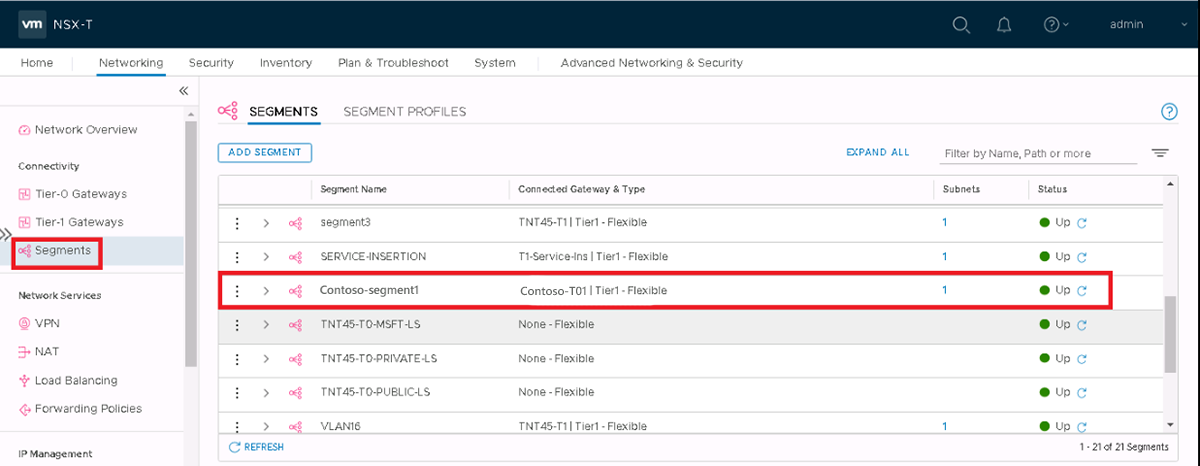 vm NSX-T admin
Home Networking Security Inventory Plan & Troubleshoot System Advanced Networking & Security
Network Overview
Connectivity
Tier-0 Gateways
Tier-1 Gateways
Segments
Network Services
VPN
NAT
Load Balancing
Forwarding Policies
IP Management
SEGMENTS SEGMENT PROFILES
ADD SEGMENT EXPAND ALL Filter by Name, Path or more
Segment Name Connected Gateway & Type Subnets Status
segment3 TNT45-T1 | Tier1 - Flexible 1 Up
SERVICE-INSERTION T1-Service-Ins | Tier1 - Flexible 1 Up
Contoso-segment1 Contoso-T01 | Tier1 - Flexible 1 Up
TNT45-T0-MSFT-LS None - Flexible Up
TNT45-T0-PRIVATE-LS None - Flexible Up
TNT45-T0-PUBLIC-LS None - Flexible Up
VLAN16 TNT45-T1 | Tier1 - Flexible 1 Up
REFRESH 1 - 21 of 21 Segments